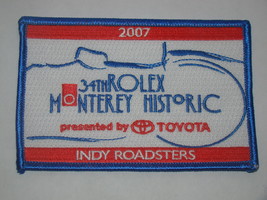 2007
34TH ROLEX
MONTEREY HISTORIC
presented by TOYOTA
INDY ROADSTERS